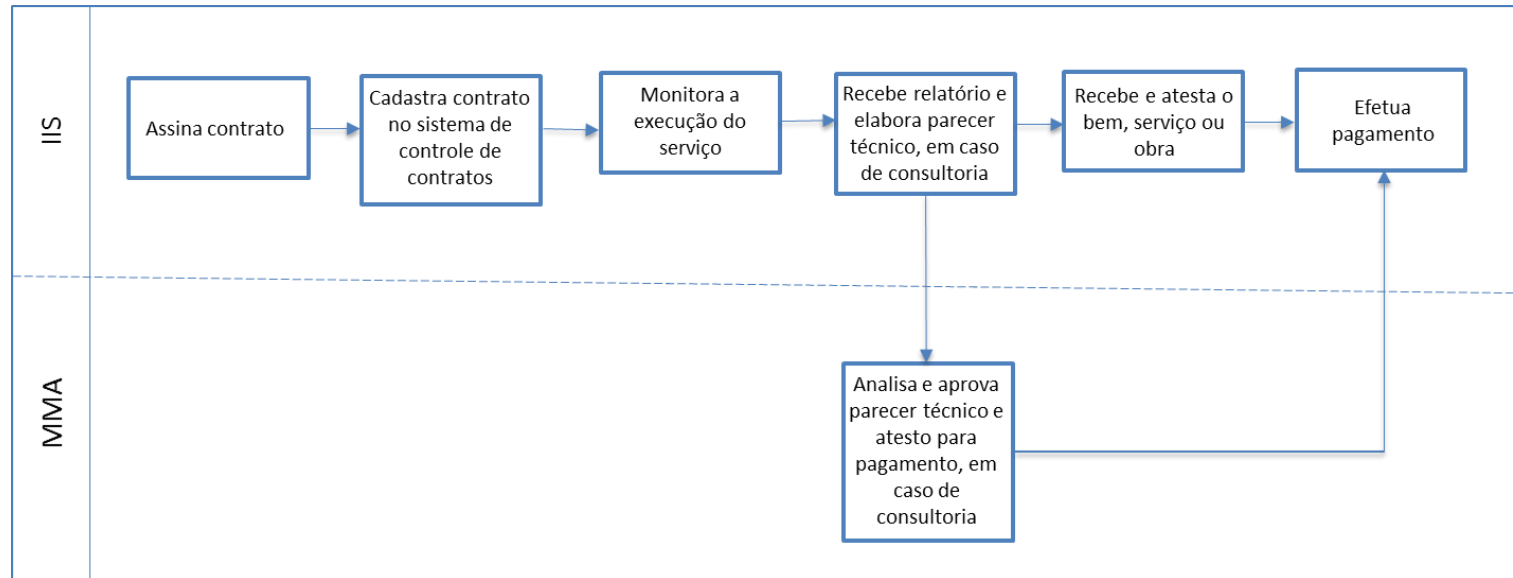 IIS
Assina contrato
Cadastra contrato
no sistema de
controle de
contratos
Monitora a
execução do
serviço
Recebe relatório e
elabora parecer
técnico, em caso
de consultoria
Recebe e atesta o
bem, serviço ou
obra
Efetua
pagamento
MMA
Analisa e aprova
parecer técnico e
atesto para
pagamento, em
caso de
consultoria